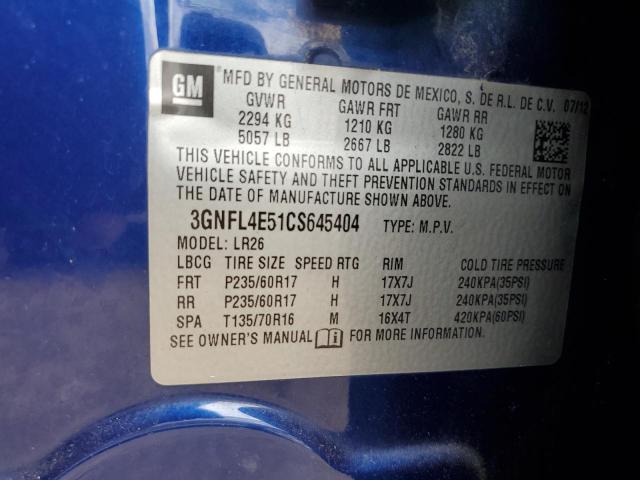 GM
MFD BY GENERAL MOTORS DE MEXICO, S. DE R.L. DE C.V. 07/12
GVWR GAWR FRT GAWR RR
2294 KG 1210 KG 1280 KG
5057 LB 2667 LB 2822 LB
THIS VEHICLE CONFORMS TO ALL APPLICABLE U.S. FEDERAL MOTOR
VEHICLE SAFETY AND THEFT PREVENTION STANDARDS IN EFFECT ON
THE DATE OF MANUFACTURE SHOWN ABOVE.
3GNFL4E51CS645404 TYPE: M.P.V.
MODEL: LR26
LBCG TIRE SIZE SPEED RTG RIM COLD TIRE PRESSURE
FRT P235/60R17 H 17X7J 240KPA(35PSI)
RR P235/60R17 H 17X7J 240KPA(35PSI)
SPA T135/70R16 M 16X4T 420KPA(60PSI)
SEE OWNER'S MANUAL i FOR MORE INFORMATION.